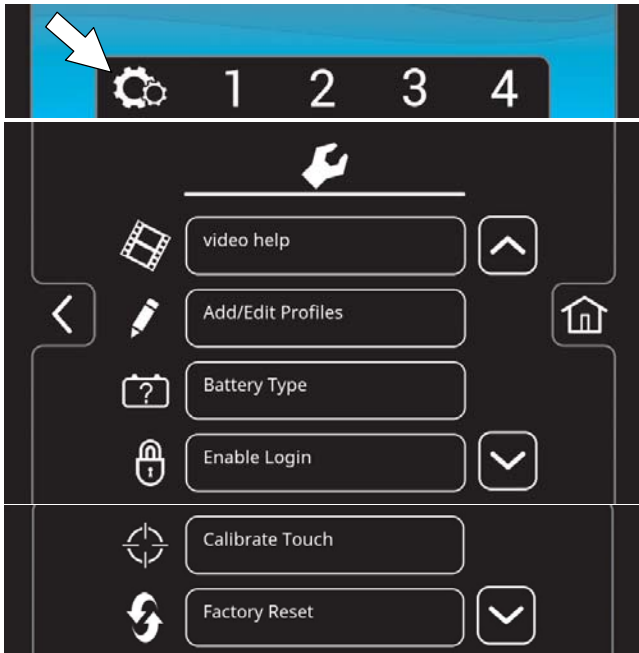 1 2 3 4
video help
Add/Edit Profiles
Battery Type
?
Enable Login
Calibrate Touch
Factory Reset